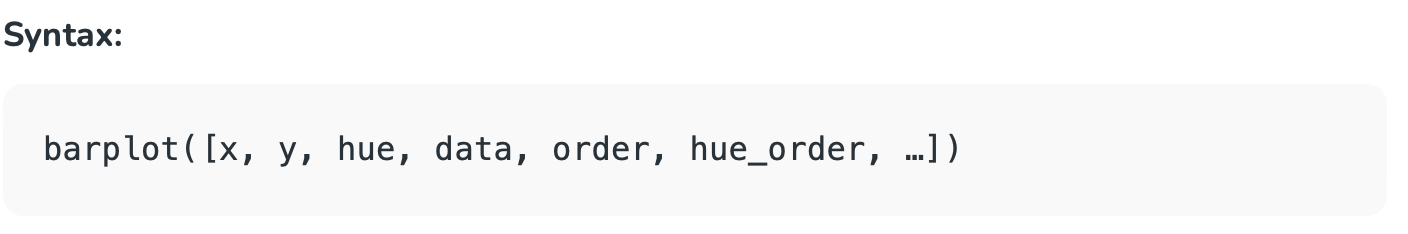 Syntax:
barplot([x, y, hue, data, order, hue_order, …])